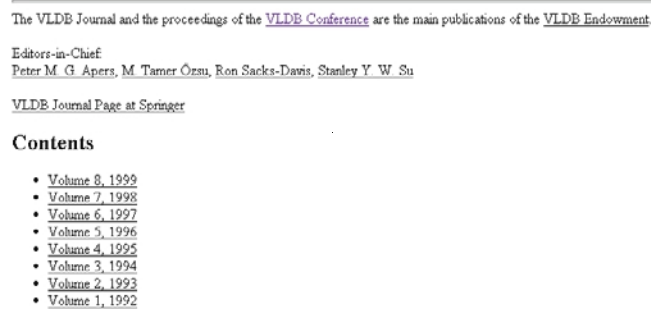 The VLDB Journal and the proceedings of the VLDB Conference are the main publications of the VLDB Endowment.
Editors-in-Chief:
Peter M. G. Apers, M. Tamer Özsu, Ron Sacks-Davis, Stanley Y. W. Su
VLDB Journal Page at Springer
Contents
• Volume 8, 1999
• Volume 7, 1998
• Volume 6, 1997
• Volume 5, 1996
• Volume 4, 1995
• Volume 3, 1994
• Volume 2, 1993
• Volume 1, 1992